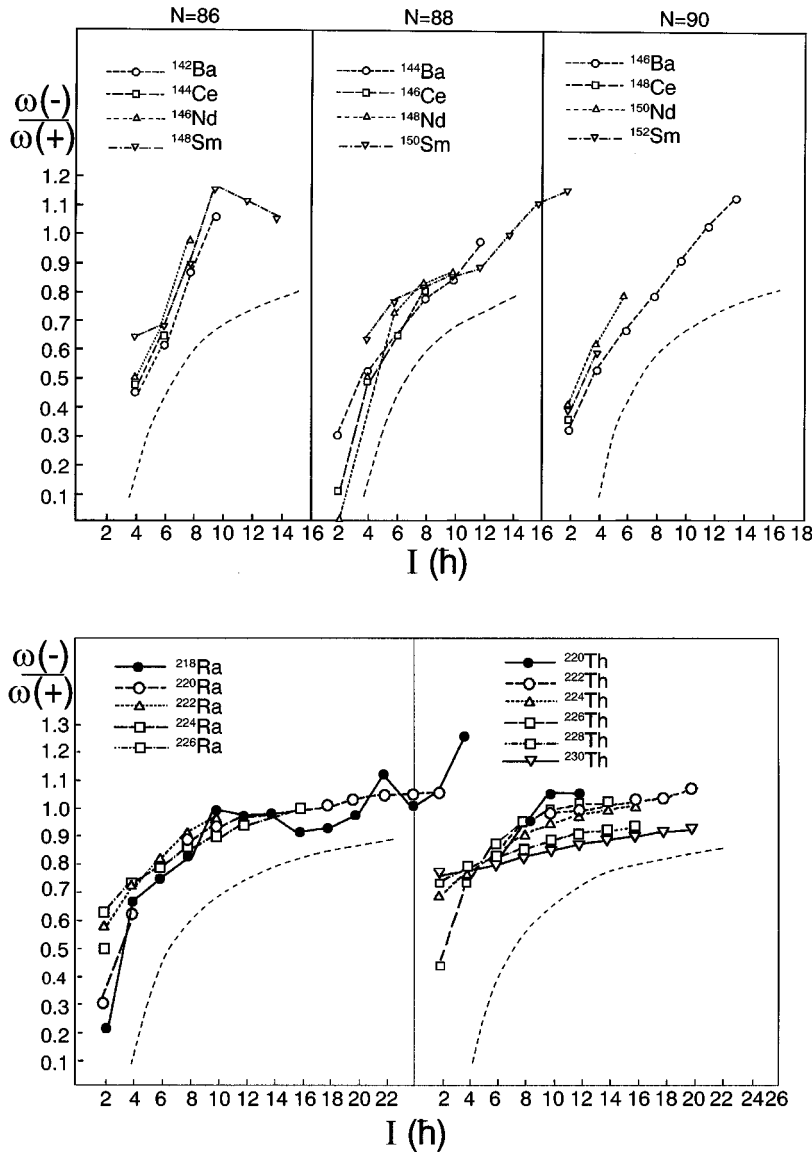 N=86 N=88 N=90
¹⁴²Ba
¹⁴⁴Ce
¹⁴⁶Nd
¹⁴⁸Sm
¹⁴⁴Ba
¹⁴⁶Ce
¹⁴⁸Nd
¹⁵⁰Sm
¹⁴⁶Ba
¹⁴⁸Ce
¹⁵⁰Nd
¹⁵²Sm
ω(-)
ω(+)
1.2
1.1
1.0
0.9
0.8
0.7
0.6
0.5
0.4
0.3
0.2
0.1
2 4 6 8 10 12 14 16 2 4 6 8 10 12 14 16 2 4 6 8 10 12 14 16 18
I (ħ)
ω(-)
ω(+)
²¹⁸Ra
²²⁰Ra
²²²Ra
²²⁴Ra
²²⁶Ra
²²⁰Th
²²²Th
²²⁴Th
²²⁶Th
²²⁸Th
²³⁰Th
1.3
1.2
1.1
1.0
0.9
0.8
0.7
0.6
0.5
0.4
0.3
0.2
0.1
2 4 6 8 10 12 14 16 18 20 22 2 4 6 8 10 12 14 16 18 20 22 24 26
I (ħ)